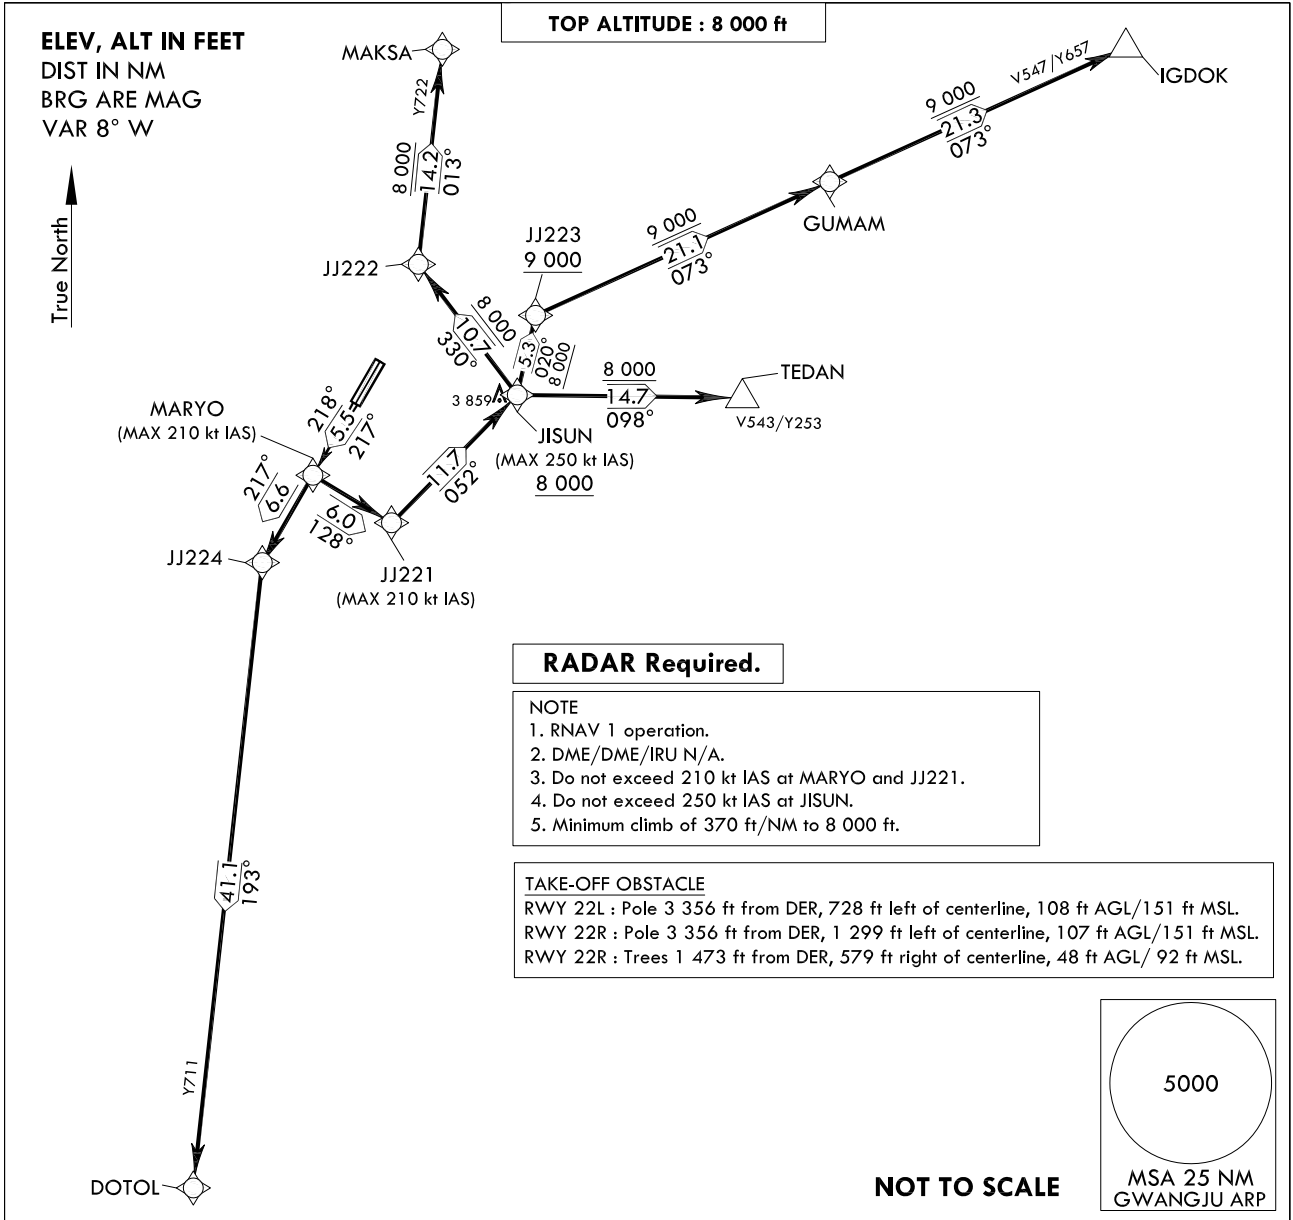 TOP ALTITUDE : 8 000 ft
ELEV, ALT IN FEET
DIST IN NM
BRG ARE MAG
VAR 8° W
True North
MAKSA
Y722
8 000
14.2
013°
JJ222
V547/Y657
IGDOK
9 000
21.3
073°
GUMAM
9 000
21.1
073°
JJ223
9 000
8 000
10.7
330°
5.3
020°
8 000
3 859
8 000
14.7
098°
TEDAN
V543/Y253
JISUN
(MAX 250 kt IAS)
8 000
MARYO
(MAX 210 kt IAS)
218°
5.5
217°
217°
6.6
6.0
128°
11.7
052°
JJ224
JJ221
(MAX 210 kt IAS)
41.1
193°
Y711
DOTOL
RADAR Required.
NOTE
1. RNAV 1 operation.
2. DME/DME/IRU N/A.
3. Do not exceed 210 kt IAS at MARYO and JJ221.
4. Do not exceed 250 kt IAS at JISUN.
5. Minimum climb of 370 ft/NM to 8 000 ft.
TAKE-OFF OBSTACLE
RWY 22L : Pole 3 356 ft from DER, 728 ft left of centerline, 108 ft AGL/151 ft MSL.
RWY 22R : Pole 3 356 ft from DER, 1 299 ft left of centerline, 107 ft AGL/151 ft MSL.
RWY 22R : Trees 1 473 ft from DER, 579 ft right of centerline, 48 ft AGL/ 92 ft MSL.
5000
MSA 25 NM
GWANGJU ARP
NOT TO SCALE